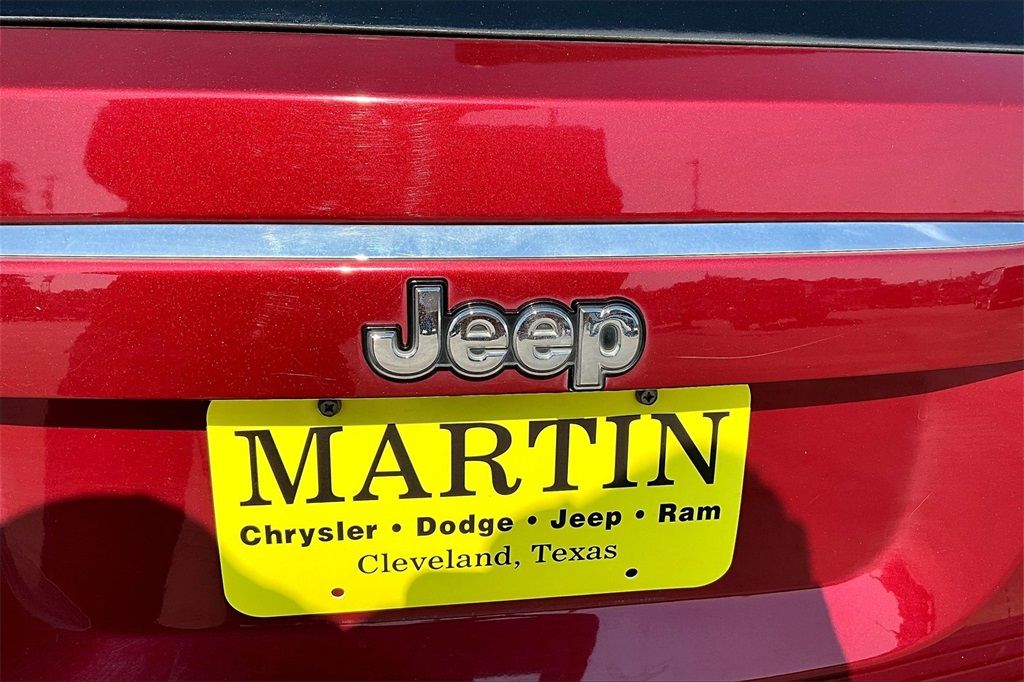 Jeep
MARTIN
Chrysler • Dodge • Jeep • Ram
Cleveland, Texas